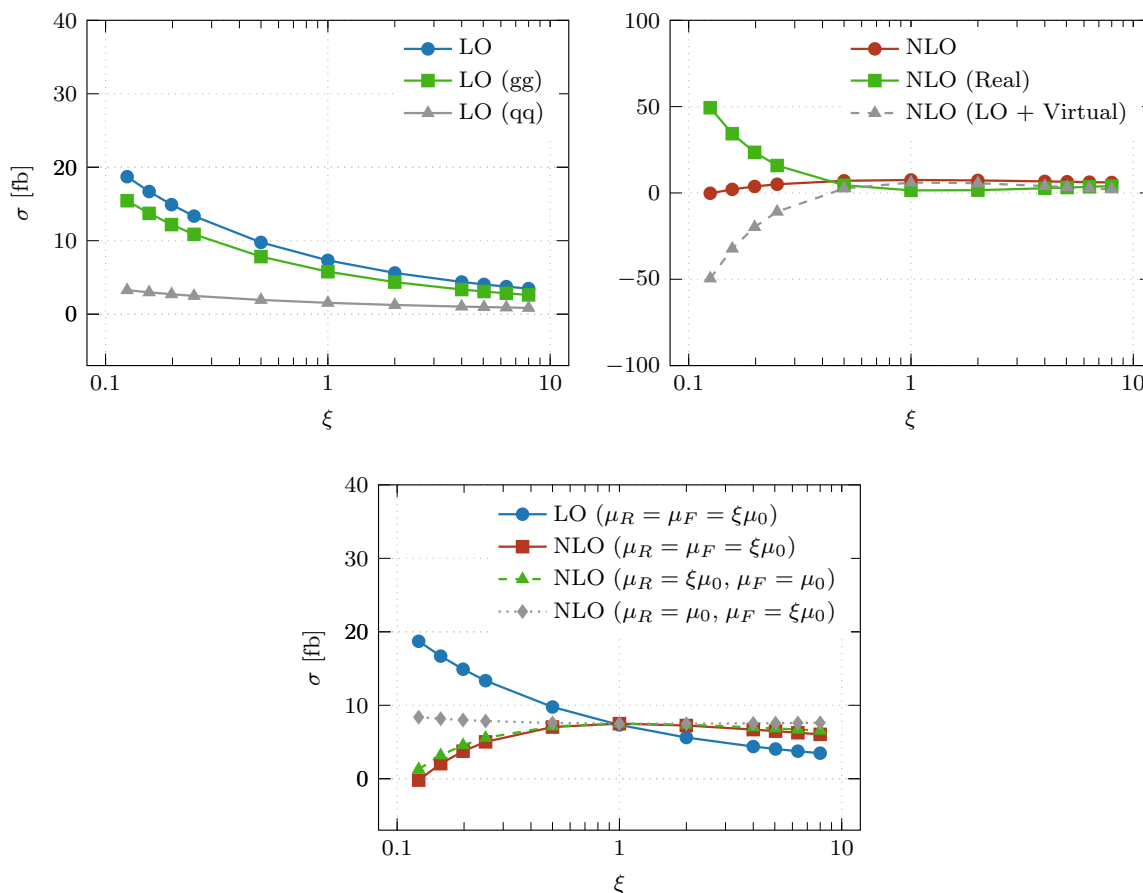 40
30
20
10
0
σ [fb]
0.1
1
10
ξ
LO
LO (gg)
LO (qq)
100
50
0
−50
−100
0.1
1
10
ξ
NLO
NLO (Real)
NLO (LO + Virtual)
40
30
20
10
0
σ [fb]
0.1
1
10
ξ
LO (μ_R = μ_F = ξμ_0)
NLO (μ_R = μ_F = ξμ_0)
NLO (μ_R = ξμ_0, μ_F = μ_0)
NLO (μ_R = μ_0, μ_F = ξμ_0)